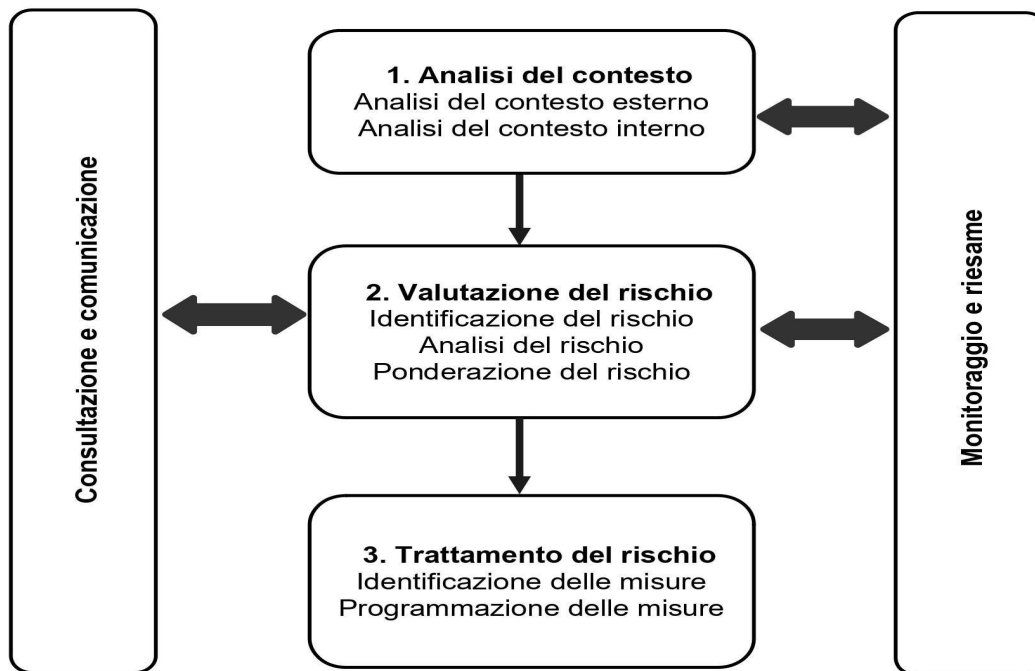 Consultazione e comunicazione
1. Analisi del contesto
Analisi del contesto esterno
Analisi del contesto interno
2. Valutazione del rischio
Identificazione del rischio
Analisi del rischio
Ponderazione del rischio
3. Trattamento del rischio
Identificazione delle misure
Programmazione delle misure
Monitoraggio e riesame